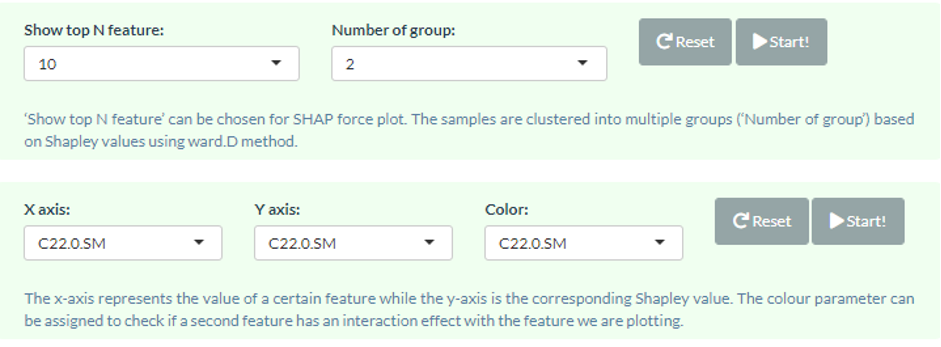 Show top N feature: Number of group:
10 2 Reset Start!
‘Show top N feature’ can be chosen for SHAP force plot. The samples are clustered into multiple groups (‘Number of group’) based
on Shapley values using ward.D method.
X axis: Y axis: Color:
C22.0.SM C22.0.SM C22.0.SM Reset Start!
The x-axis represents the value of a certain feature while the y-axis is the corresponding Shapley value. The colour parameter can
be assigned to check if a second feature has an interaction effect with the feature we are plotting.